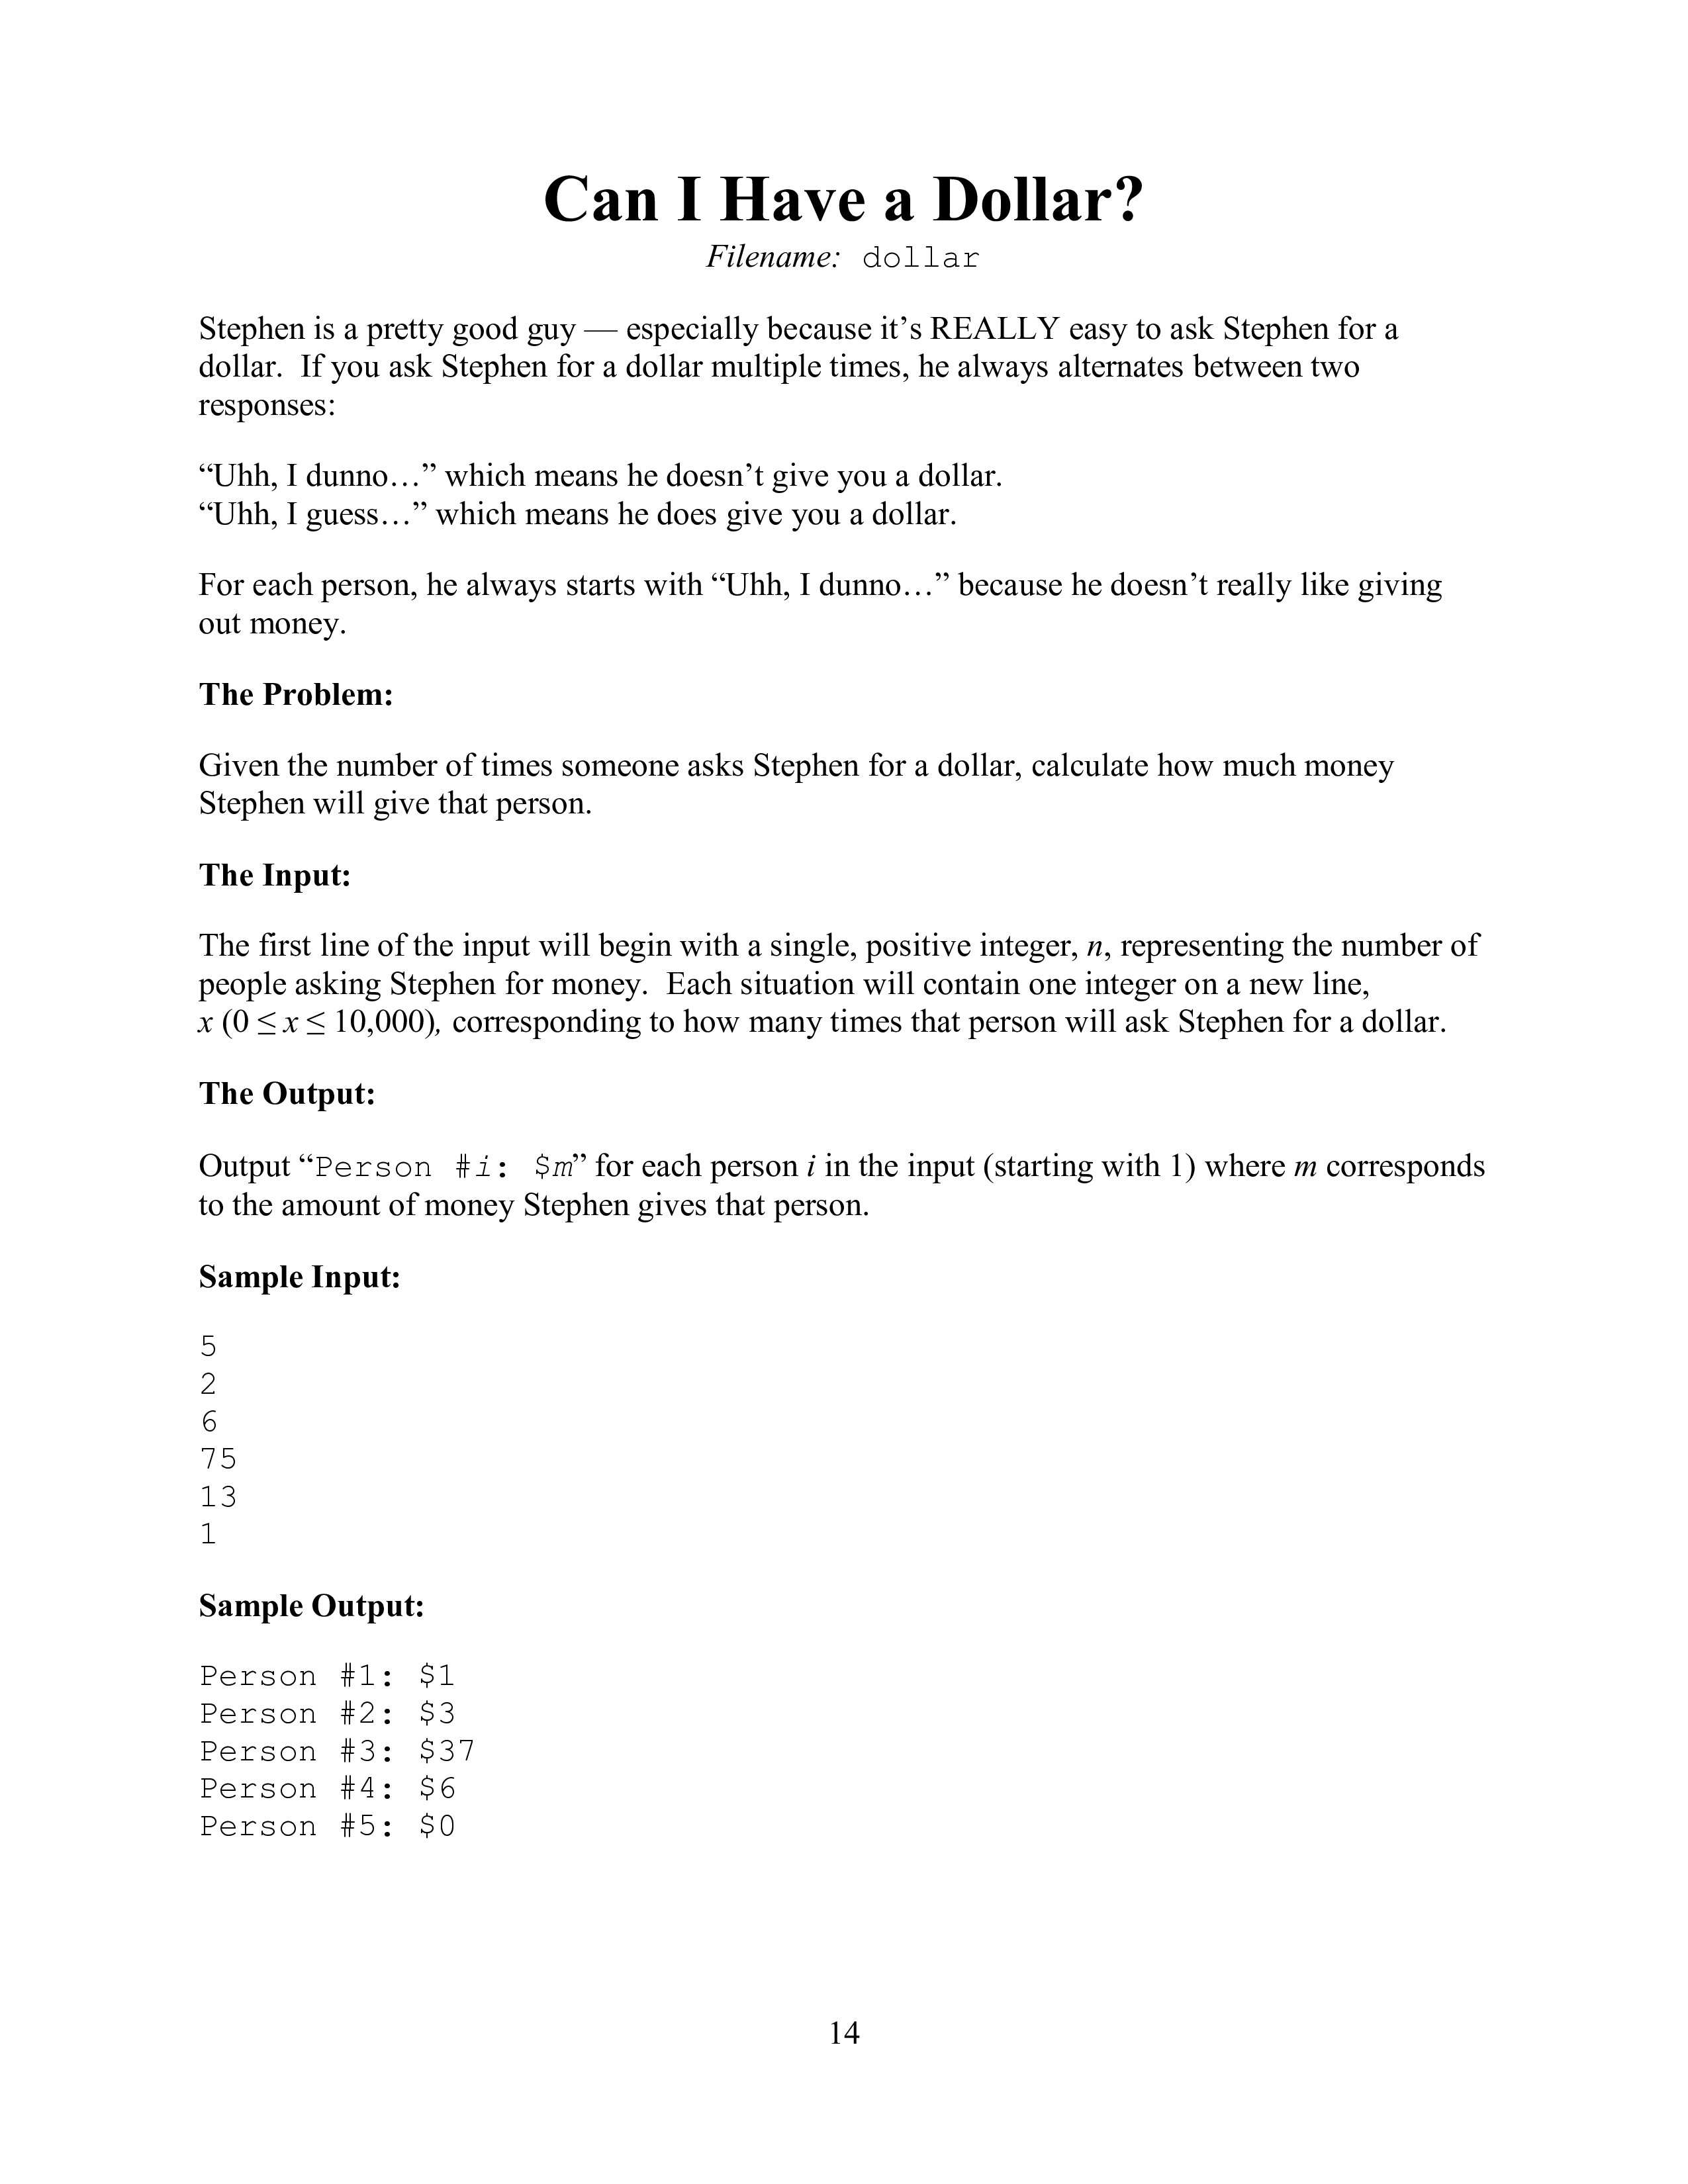 Can I Have a Dollar?
Filename: dollar
Stephen is a pretty good guy — especially because it’s REALLY easy to ask Stephen for a
dollar.  If you ask Stephen for a dollar multiple times, he always alternates between two
responses:
“Uhh, I dunno…” which means he doesn’t give you a dollar.
“Uhh, I guess…” which means he does give you a dollar.
For each person, he always starts with “Uhh, I dunno…” because he doesn’t really like giving
out money.
The Problem:
Given the number of times someone asks Stephen for a dollar, calculate how much money
Stephen will give that person.
The Input:
The first line of the input will begin with a single, positive integer, n, representing the number of
people asking Stephen for money.  Each situation will contain one integer on a new line,
x (0 ≤ x ≤ 10,000), corresponding to how many times that person will ask Stephen for a dollar.
The Output:
Output “Person #i: $m” for each person i in the input (starting with 1) where m corresponds
to the amount of money Stephen gives that person.
Sample Input:
5
2
6
75
13
1
Sample Output:
Person #1: $1
Person #2: $3
Person #3: $37
Person #4: $6
Person #5: $0
14